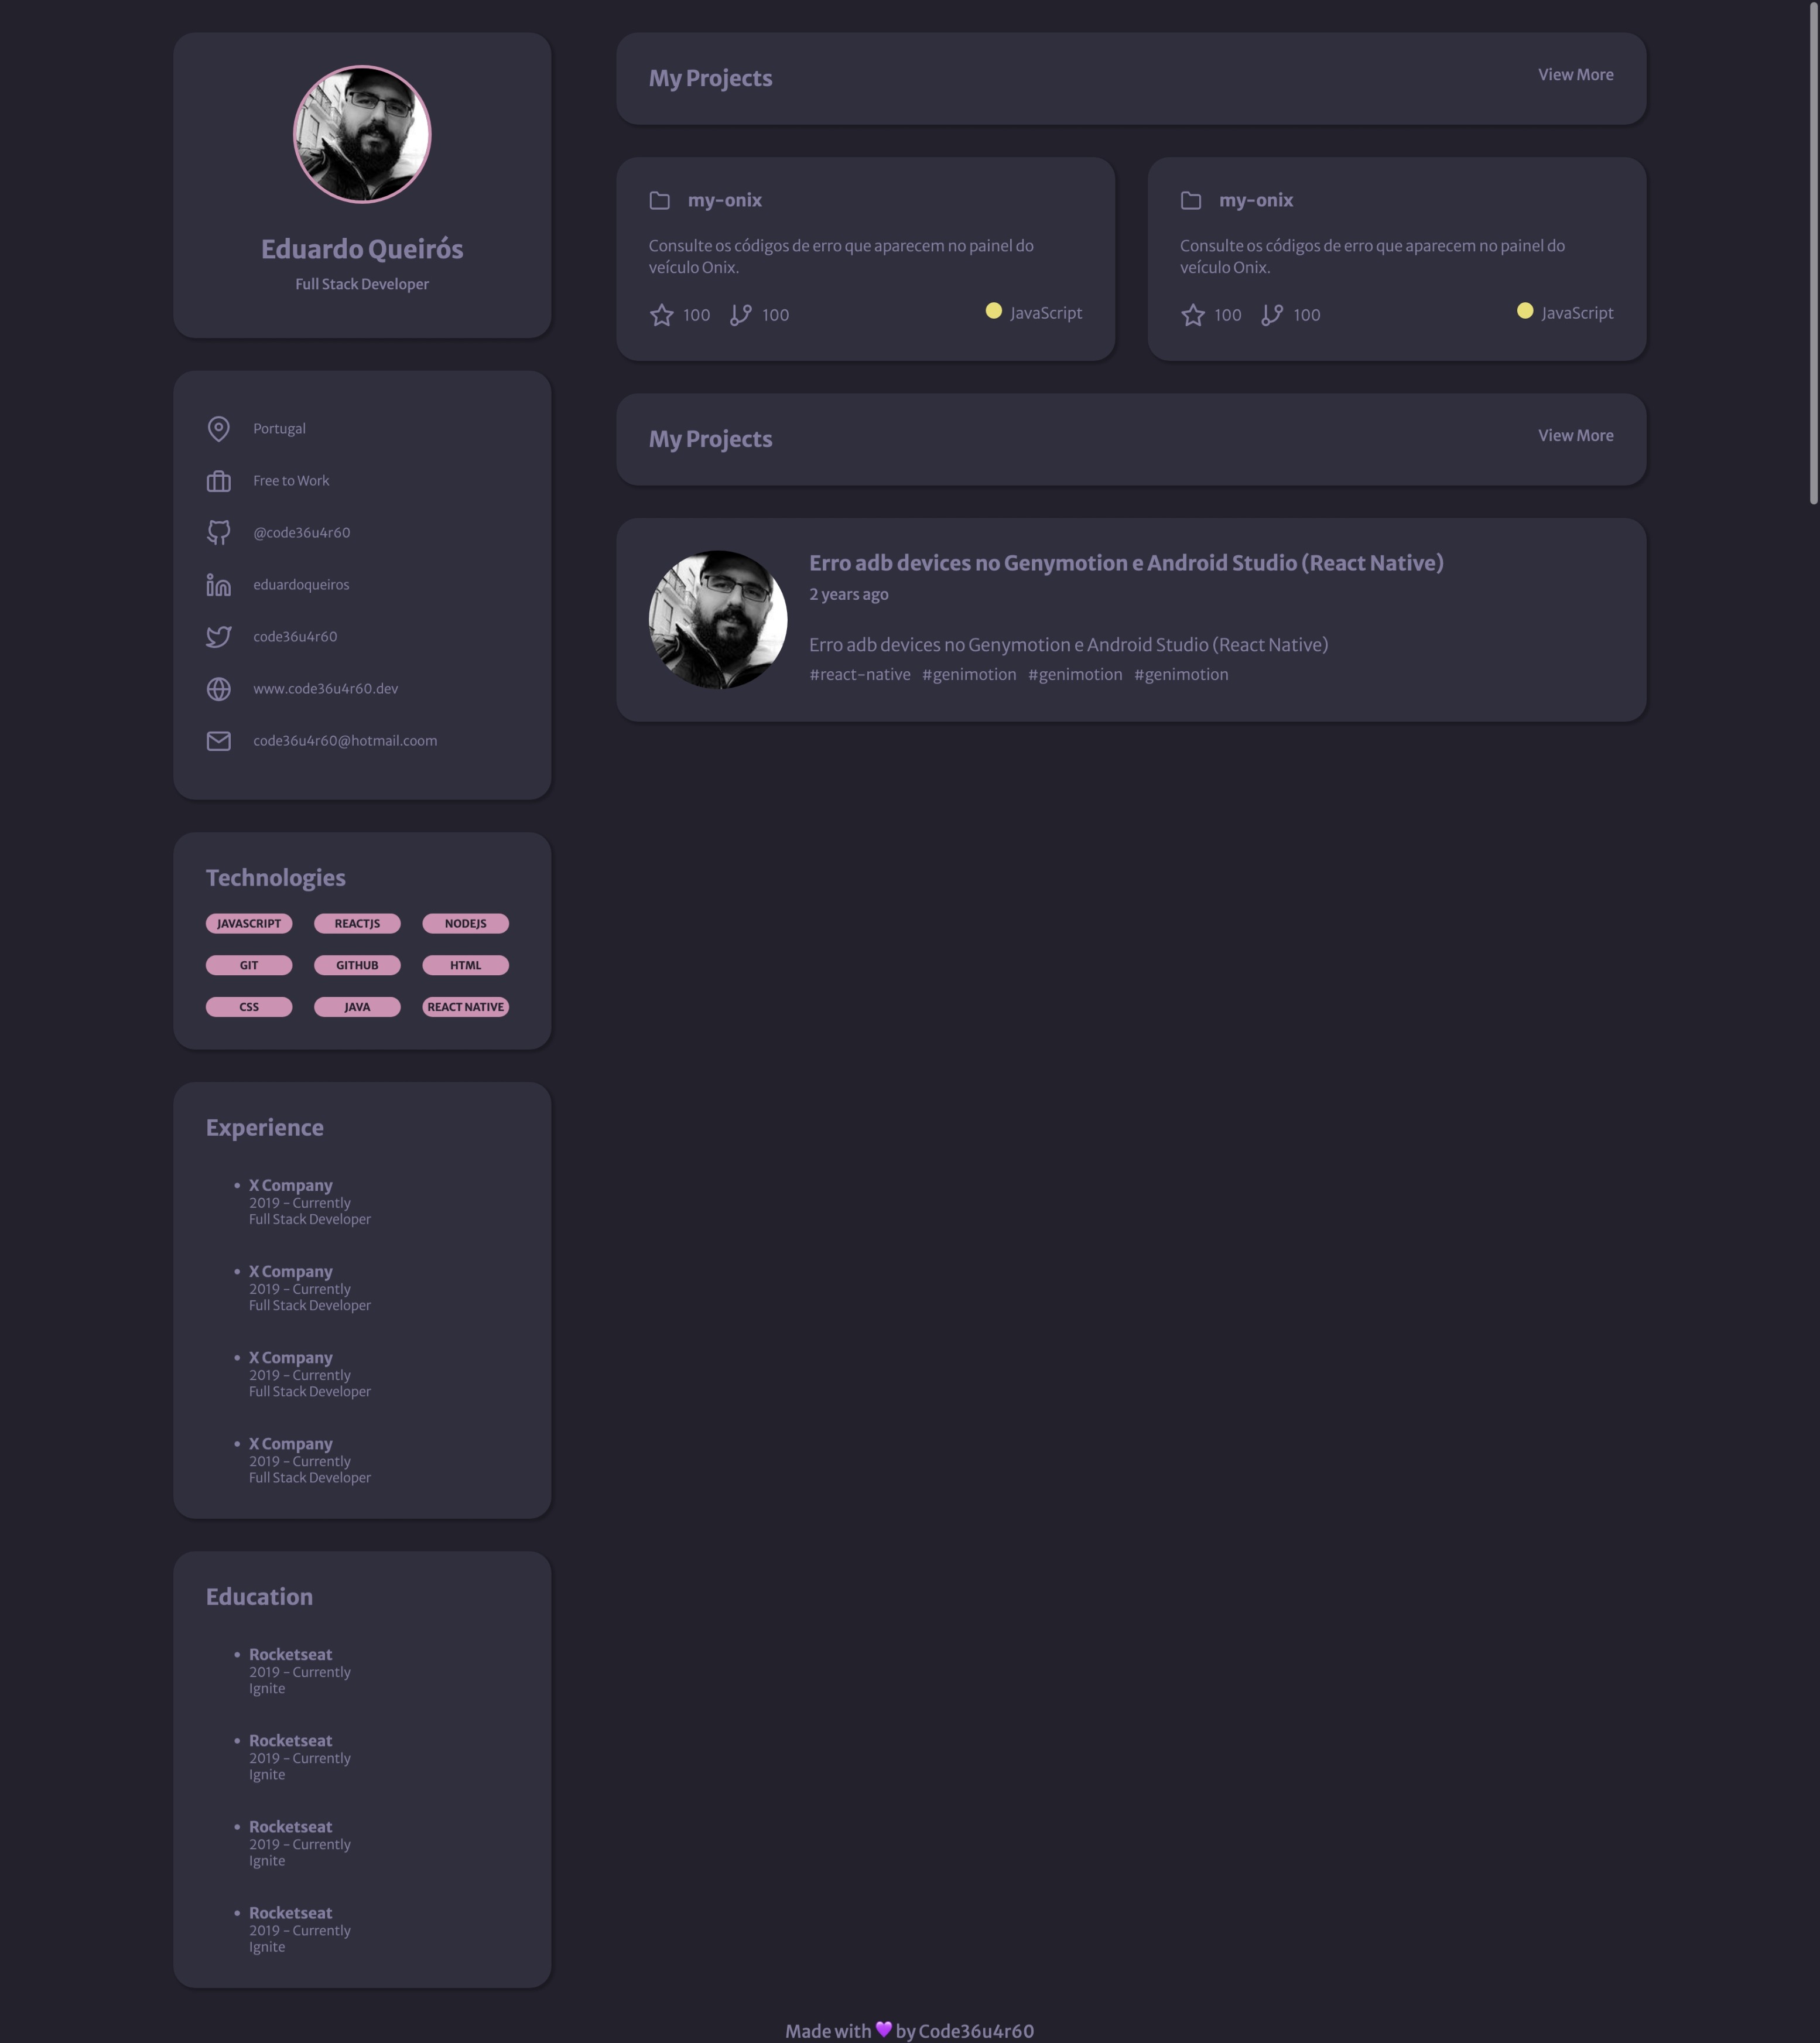 Eduardo Queirós
Full Stack Developer
Portugal
Free to Work
@code36u4r60
eduardoqueiros
code36u4r60
www.code36u4r60.dev
code36u4r60@hotmail.coom
Technologies
JAVASCRIPT REACTJS NODEJS
GIT GITHUB HTML
CSS JAVA REACT NATIVE
Experience
X Company
2019 - Currently
Full Stack Developer
X Company
2019 - Currently
Full Stack Developer
X Company
2019 - Currently
Full Stack Developer
X Company
2019 - Currently
Full Stack Developer
Education
Rocketseat
2019 - Currently
Ignite
Rocketseat
2019 - Currently
Ignite
Rocketseat
2019 - Currently
Ignite
Rocketseat
2019 - Currently
Ignite
My Projects View More
my-onix
Consulte os códigos de erro que aparecem no painel do
veículo Onix.
100 100 JavaScript
my-onix
Consulte os códigos de erro que aparecem no painel do
veículo Onix.
100 100 JavaScript
My Projects View More
Erro adb devices no Genymotion e Android Studio (React Native)
2 years ago
Erro adb devices no Genymotion e Android Studio (React Native)
#react-native #genimotion #genimotion #genimotion
Made with 💜 by Code36u4r60